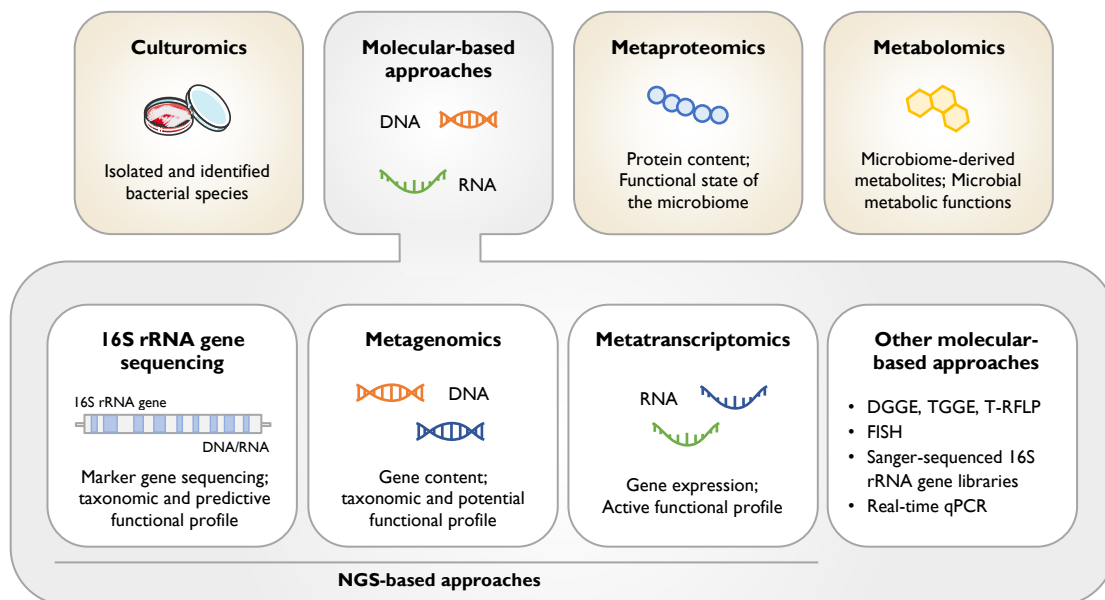 Culturomics
Isolated and identified
bacterial species
Molecular-based
approaches
DNA
RNA
Metaproteomics
Protein content;
Functional state of
the microbiome
Metabolomics
Microbiome-derived
metabolites; Microbial
metabolic functions
16S rRNA gene
sequencing
16S rRNA gene
DNA/RNA
Marker gene sequencing;
taxonomic and predictive
functional profile
Metagenomics
DNA
Gene content;
taxonomic and potential
functional profile
Metatranscriptomics
RNA
Gene expression;
Active functional profile
Other molecular-
based approaches
• DGGE, TGGE, T-RFLP
• FISH
• Sanger-sequenced 16S
rRNA gene libraries
• Real-time qPCR
NGS-based approaches